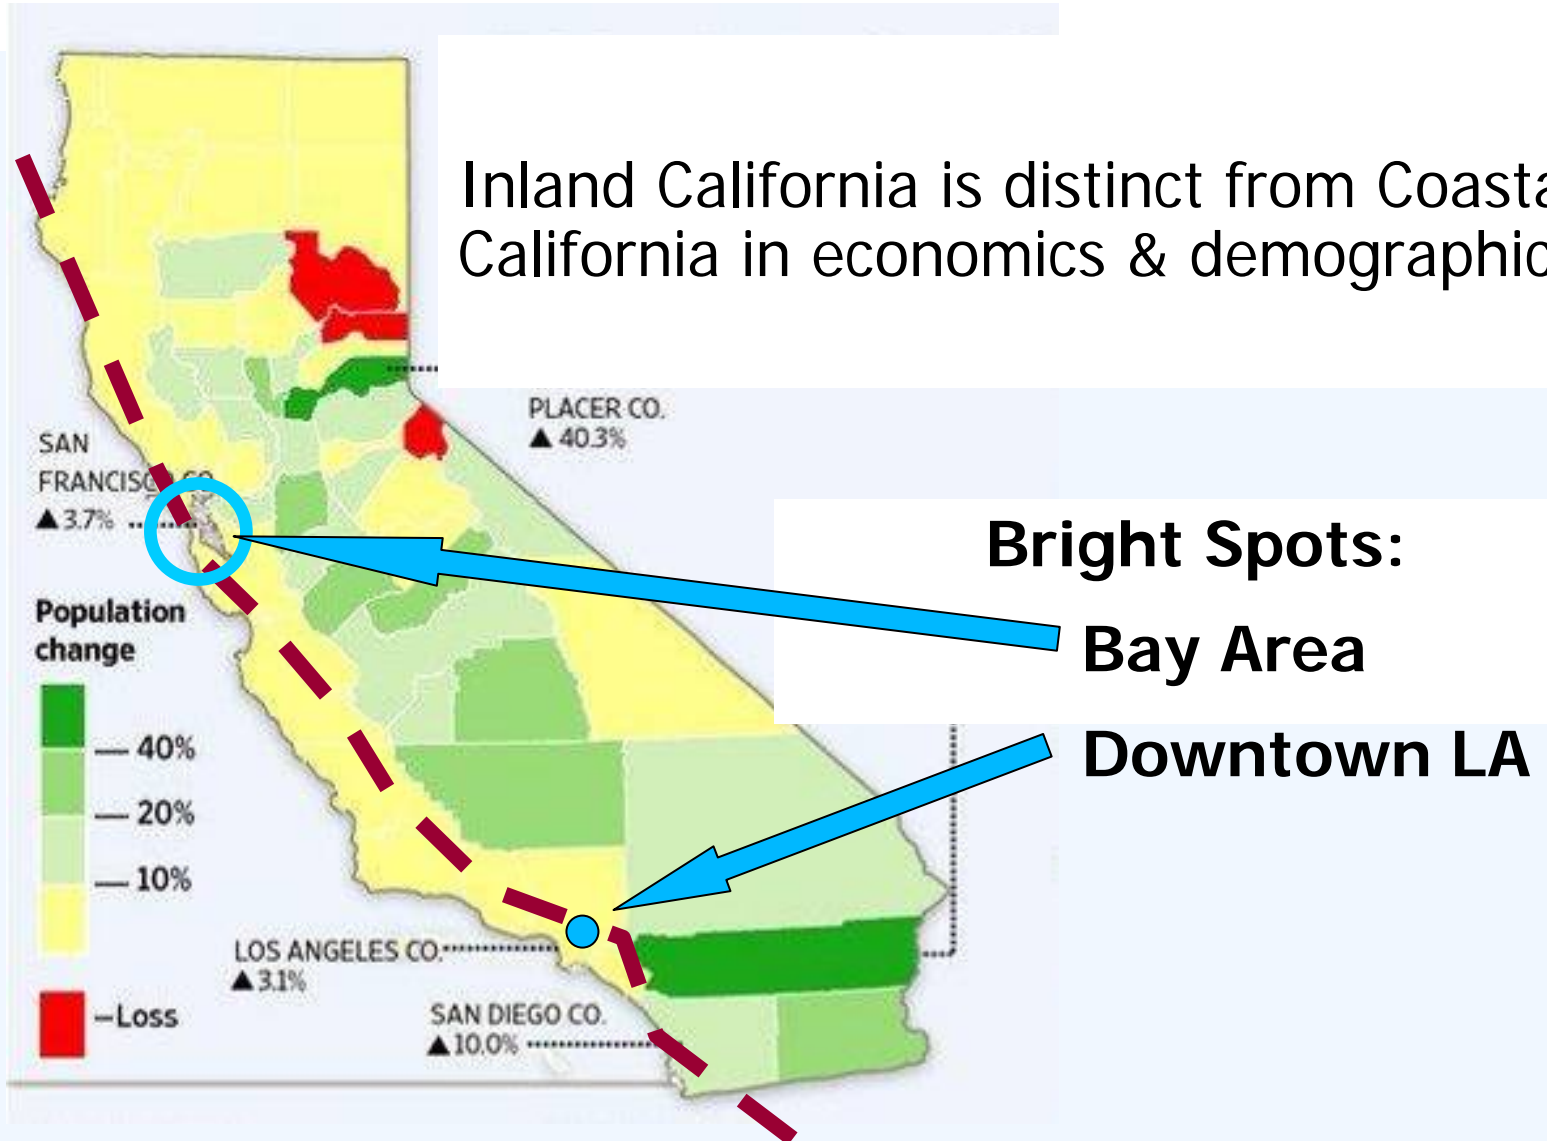 Inland California is distinct from Coasta
California in economics & demographic
PLACER CO.
▲ 40.3%
SAN
FRANCISCO CO.
▲ 3.7%
Bright Spots:
Bay Area
Downtown LA
Population
change
— 40%
— 20%
— 10%
–Loss
LOS ANGELES CO.
▲ 3.1%
SAN DIEGO CO.
▲ 10.0%